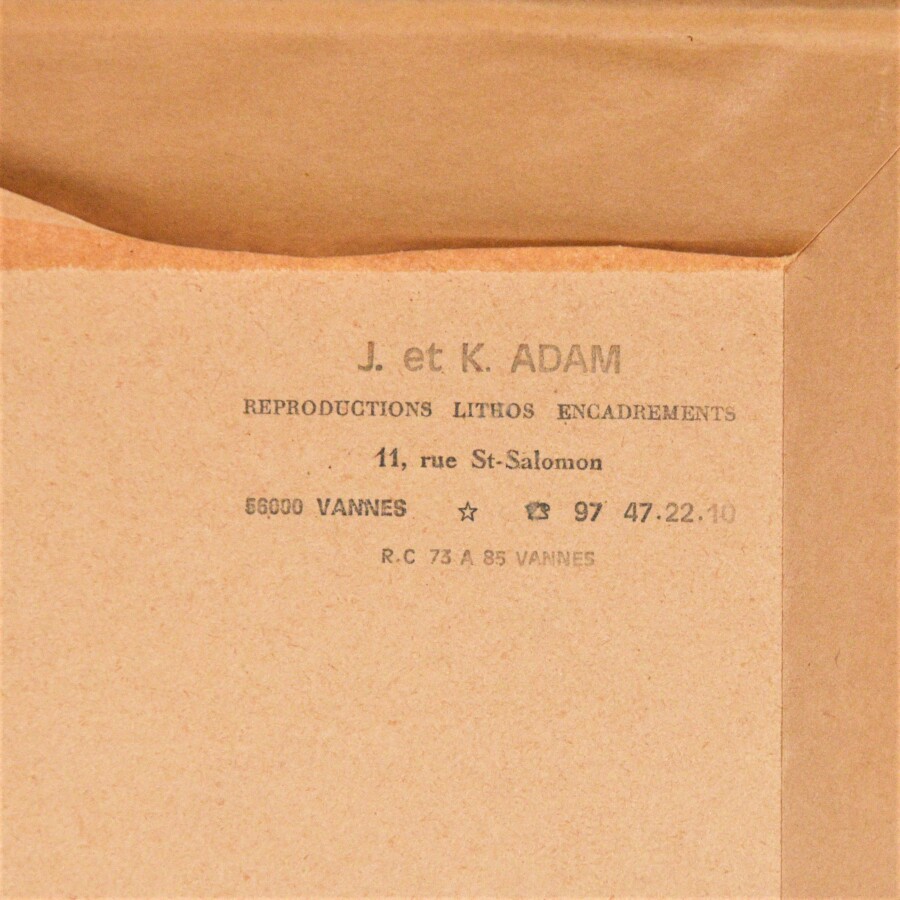 J. et K. ADAM
REPRODUCTIONS LITHOS ENCADREMENTS
11, rue St-Salomon
56000 VANNES ☆ ☎ 97 47.22.10
R.C 73 A 85 VANNES